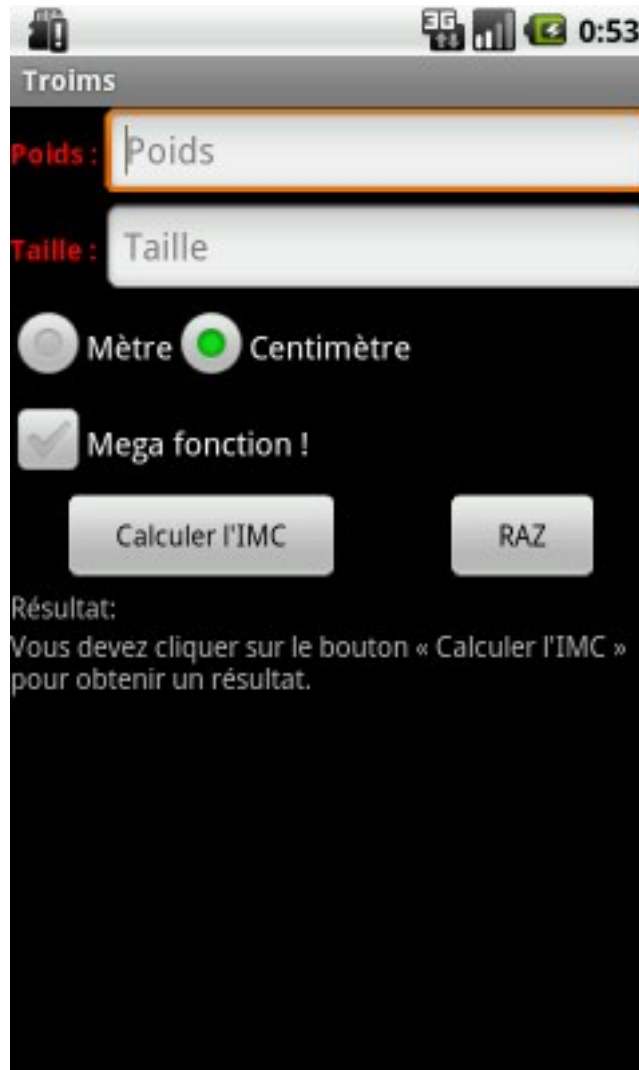 3G 0:53
Troims
Poids : Poids
Taille : Taille
Mètre Centimètre
Mega fonction !
Calculer l'IMC RAZ
Résultat:
Vous devez cliquer sur le bouton « Calculer l'IMC »
pour obtenir un résultat.